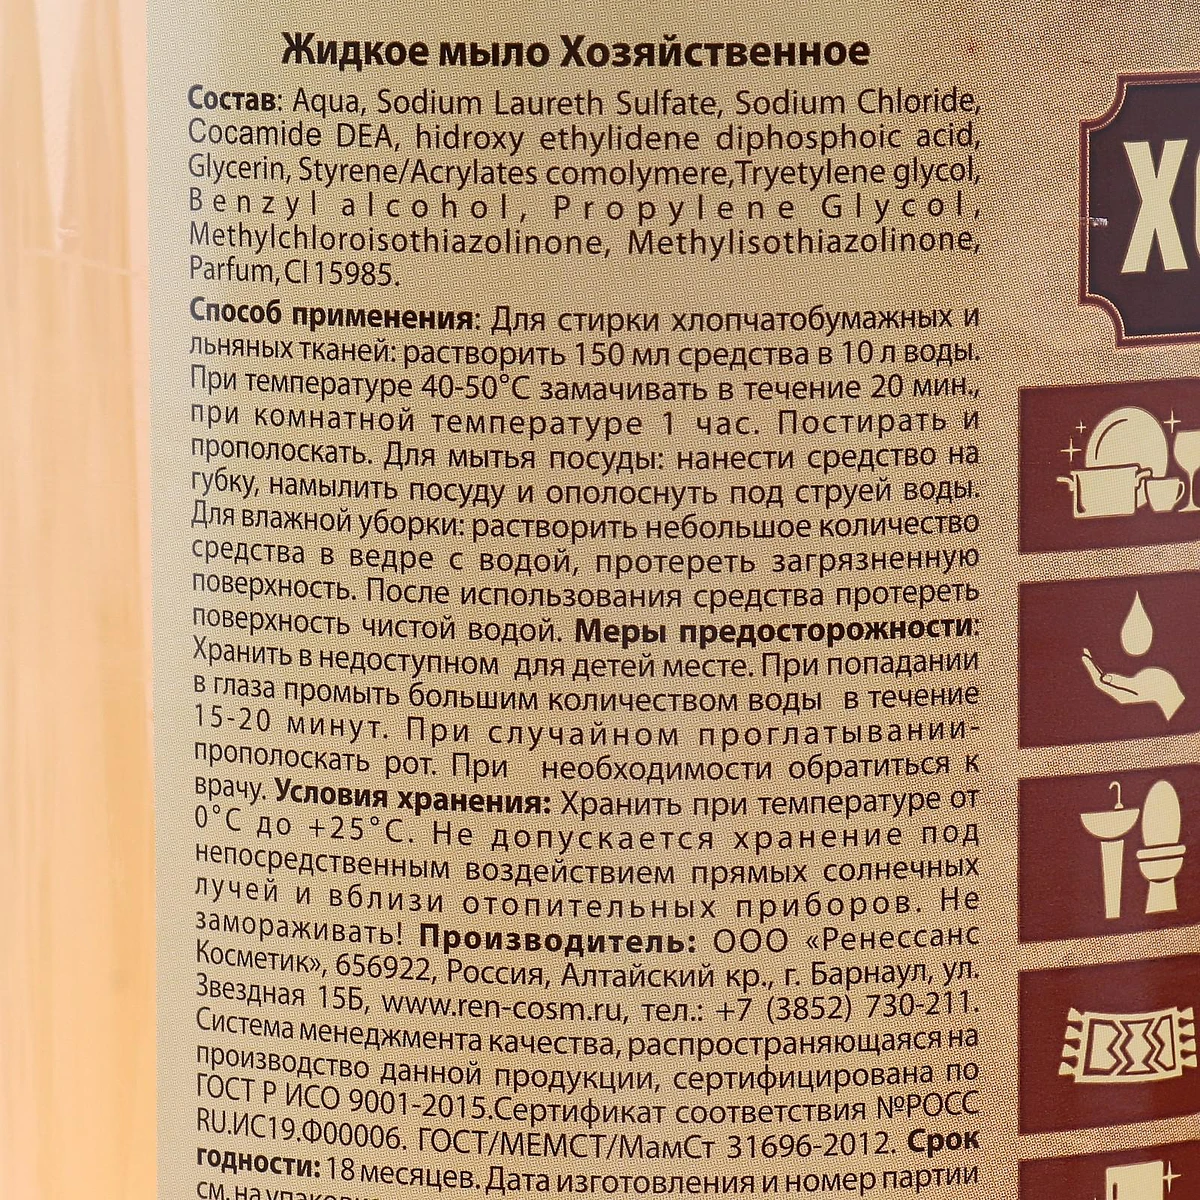 Жидкое мыло Хозяйственное
Состав: Aqua, Sodium Laureth Sulfate, Sodium Chloride,
Cocamide DEA, hidroxy ethylidene diphosphoic acid,
Glycerin, Styrene/Acrylates comolymere,Tryetylene glycol,
Benzyl alcohol, Propylene Glycol,
Methylchloroisothiazolinone, Methylisothiazolinone,
Parfum, CI 15985.
Способ применения: Для стирки хлопчатобумажных и
льняных тканей: растворить 150 мл средства в 10 л воды.
При температуре 40-50°С замачивать в течение 20 мин.,
при комнатной температуре 1 час. Постирать и
прополоскать. Для мытья посуды: нанести средство на
губку, намылить посуду и ополоснуть под струей воды.
Для влажной уборки: растворить небольшое количество
средства в ведре с водой, протереть загрязненную
поверхность. После использования средства протереть
поверхность чистой водой. Меры предосторожности:
Хранить в недоступном для детей месте. При попадании
в глаза промыть большим количеством воды в течение
15-20 минут. При случайном проглатывании-
прополоскать рот. При необходимости обратиться к
врачу. Условия хранения: Хранить при температуре от
0°С до +25°С. Не допускается хранение под
непосредственным воздействием прямых солнечных
лучей и вблизи отопительных приборов. Не
замораживать! Производитель: ООО «Ренессанс
Косметик», 656922, Россия, Алтайский кр., г. Барнаул, ул.
Звездная 15Б, www.ren-cosm.ru, тел.: +7 (3852) 730-211.
Система менеджмента качества, распространяющаяся на
производство данной продукции, сертифицирована по
ГОСТ Р ИСО 9001-2015.Сертификат соответствия №РОСС
RU.ИС19.Ф00006. ГОСТ/МЕМСТ/МамСт 31696-2012. Срок
годности: 18 месяцев. Дата изготовления и номер партии
см. на